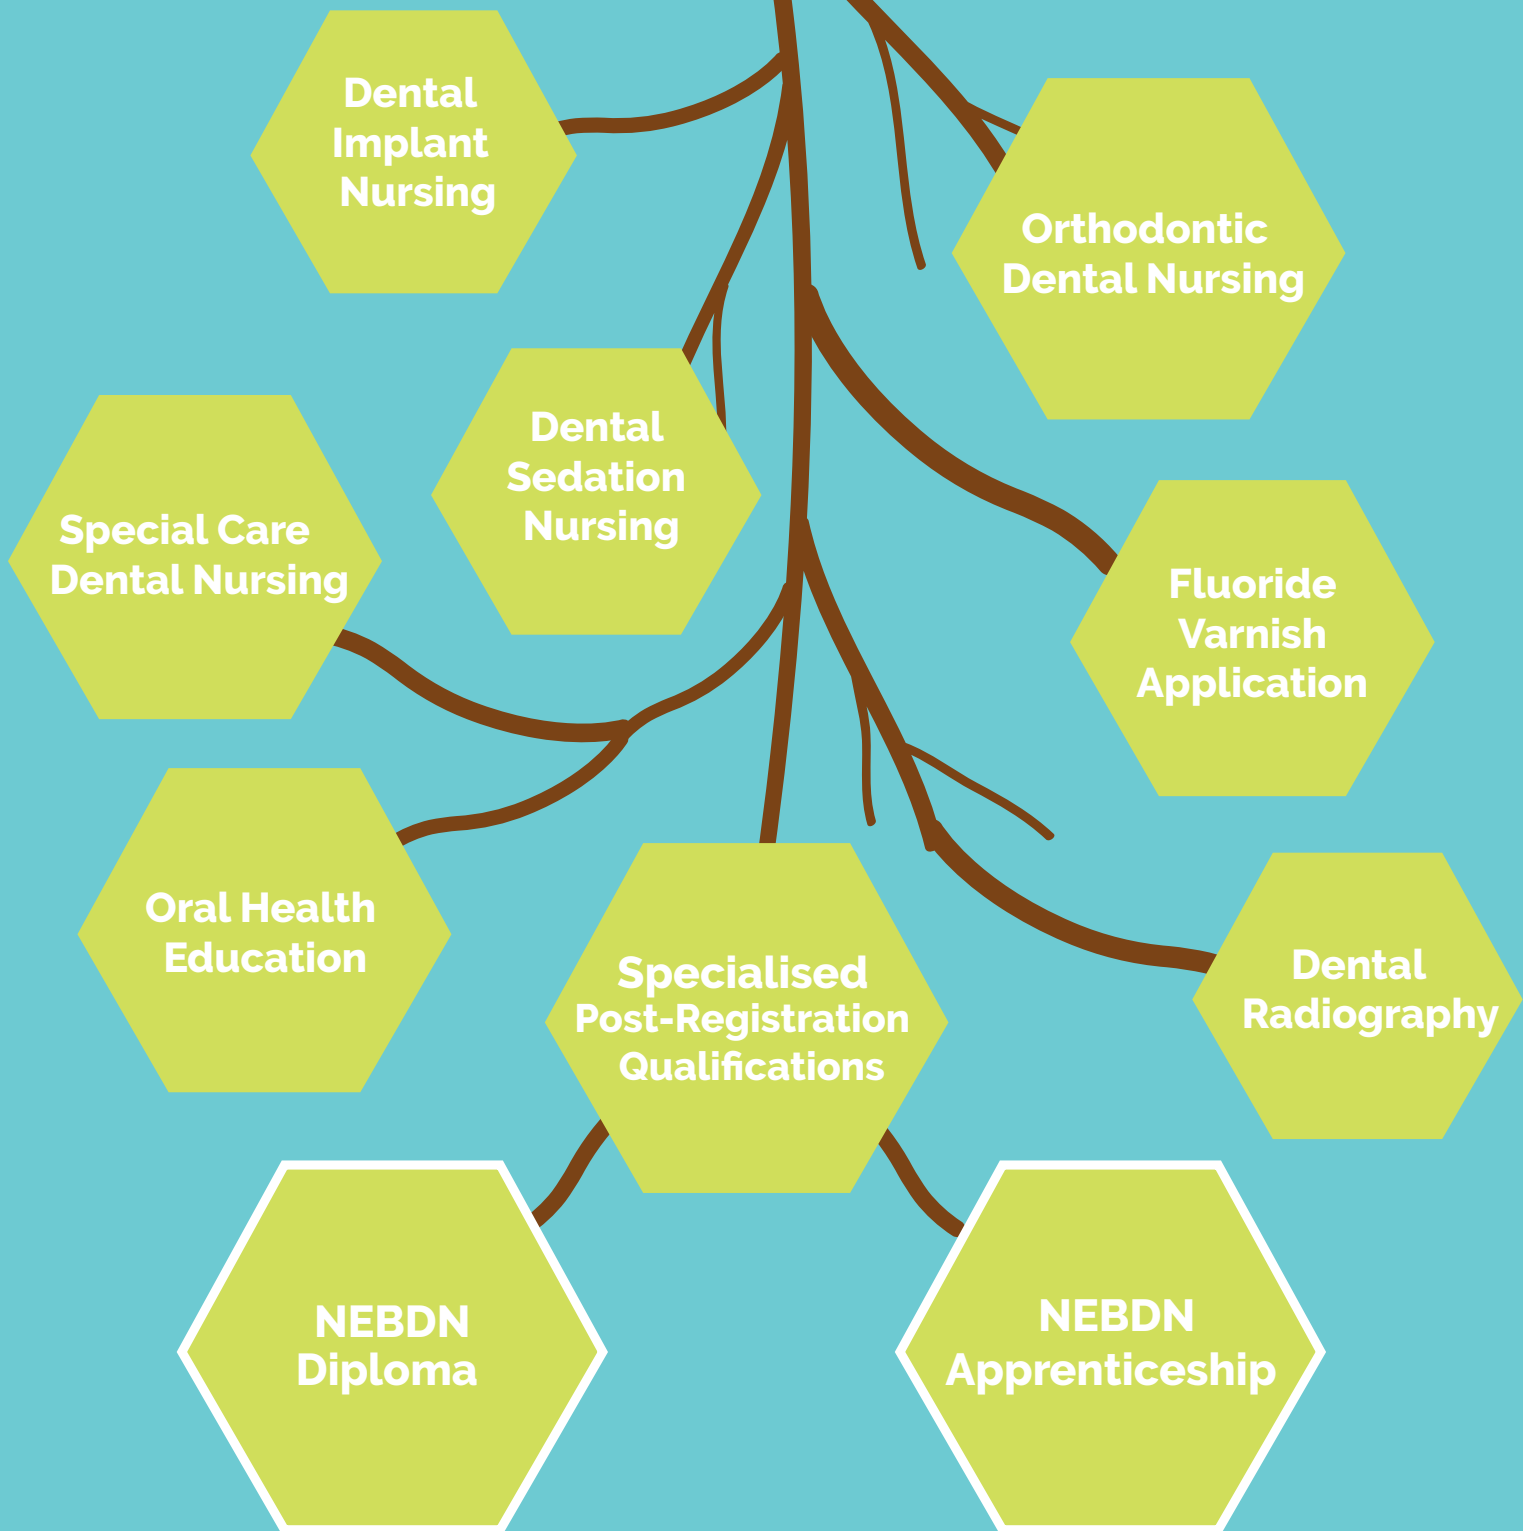 Dental
Implant
Nursing
Orthodontic
Dental Nursing
Dental
Sedation
Nursing
Special Care
Dental Nursing
Fluoride
Varnish
Application
Oral Health
Education
Specialised
Post-Registration
Qualifications
Dental
Radiography
NEBDN
Diploma
NEBDN
Apprenticeship